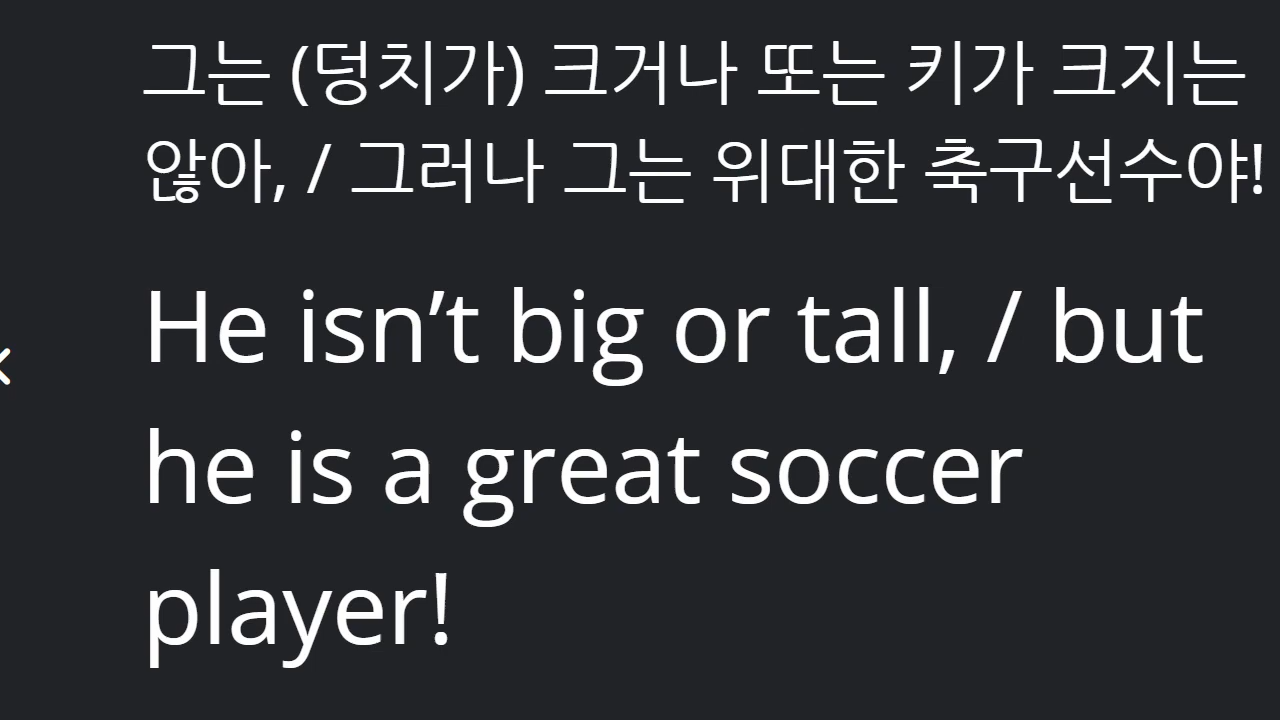 그는 (덩치가) 크거나 또는 키가 크지는
않아, / 그러나 그는 위대한 축구선수야!
He isn’t big or tall, / but
he is a great soccer
player!